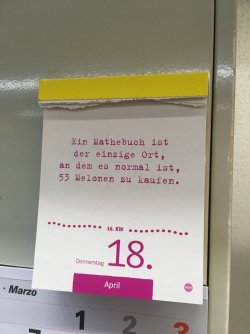 Ein Mathebuch ist
der einzige Ort,
an dem es normal ist,
53 Melonen zu kaufen.
16. KW
Donnerstag 18.
April
· Marzo
1 2 3